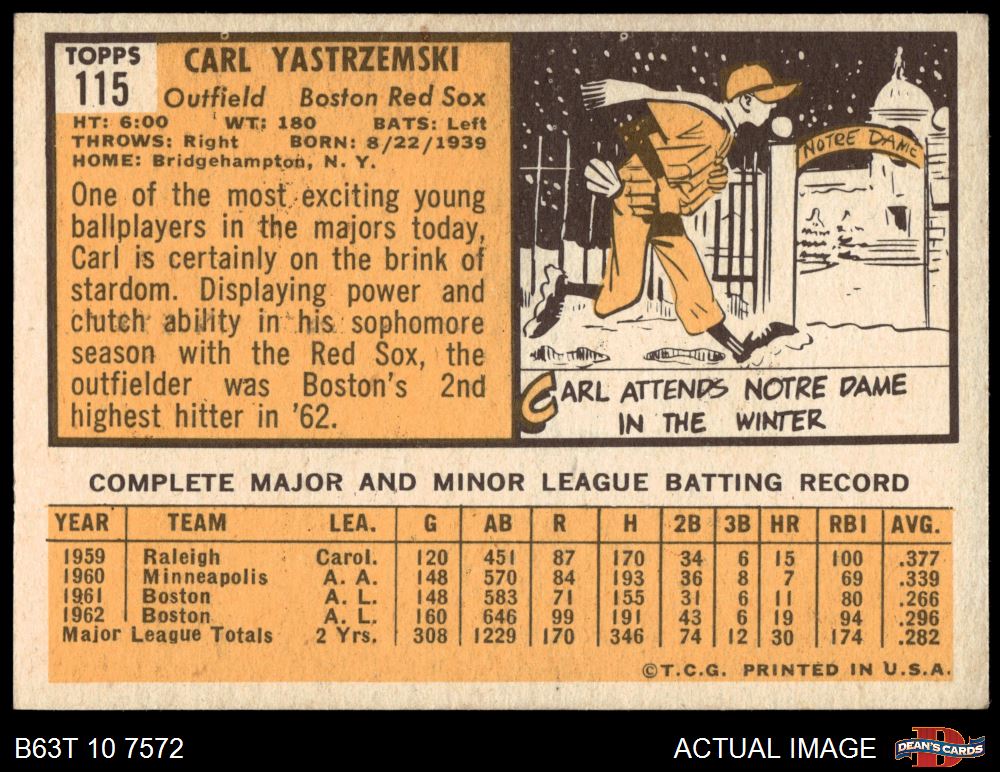 TOPPS
115
CARL YASTRZEMSKI
Outfield Boston Red Sox
HT: 6:00 WT: 180 BATS: Left
THROWS: Right BORN: 8/22/1939
HOME: Bridgehampton, N. Y.
One of the most exciting young
ballplayers in the majors today,
Carl is certainly on the brink of
stardom. Displaying power and
clutch ability in his sophomore
season with the Red Sox, the
outfielder was Boston's 2nd
highest hitter in '62.
NOTRE DAME
CARL ATTENDS NOTRE DAME
IN THE WINTER
COMPLETE MAJOR AND MINOR LEAGUE BATTING RECORD
YEAR TEAM LEA. G AB R H 2B 3B HR RBI AVG.
1959 Raleigh Carol. 120 451 87 170 34 6 15 100 .377
1960 Minneapolis A. A. 148 570 84 193 36 8 7 69 .339
1961 Boston A. L. 148 583 71 155 31 6 11 80 .266
1962 Boston A. L. 160 646 99 191 43 6 19 94 .296
Major League Totals 2 Yrs. 308 1229 170 346 74 12 30 174 .282
©T.C.G. PRINTED IN U.S.A.
B63T 10 7572
ACTUAL IMAGE
D
DEAN'S CARDS